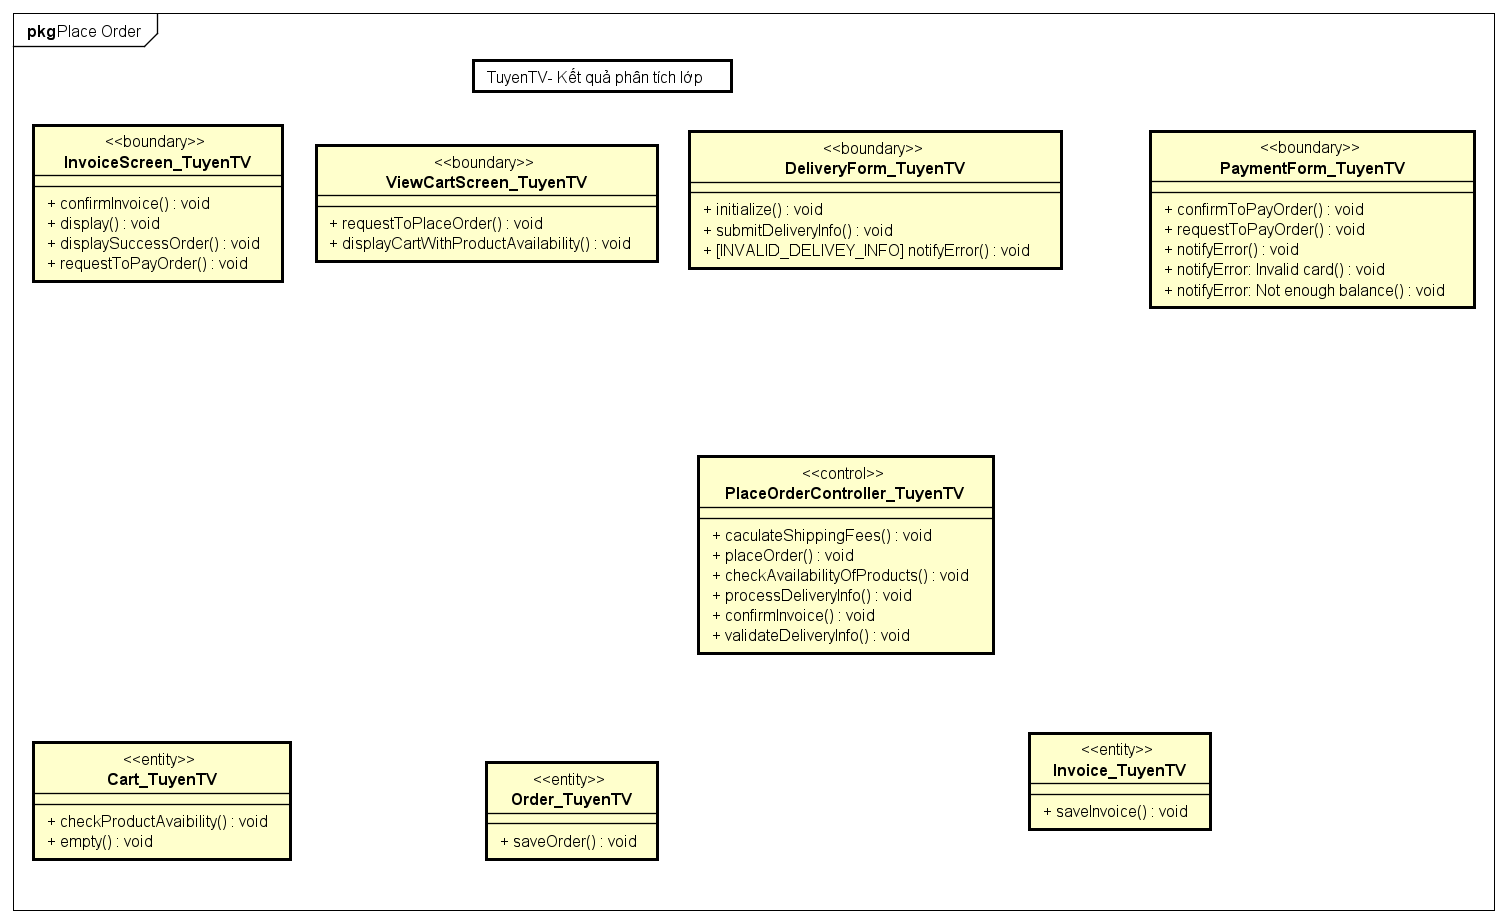 pkgPlace Order
TuyenTV- Kết quả phân tích lớp
<<boundary>>
InvoiceScreen_TuyenTV
+ confirmInvoice() : void
+ display() : void
+ displaySuccessOrder() : void
+ requestToPayOrder() : void
<<boundary>>
ViewCartScreen_TuyenTV
+ requestToPlaceOrder() : void
+ displayCartWithProductAvailability() : void
<<boundary>>
DeliveryForm_TuyenTV
+ initialize() : void
+ submitDeliveryInfo() : void
+ [INVALID_DELIVEY_INFO] notifyError() : void
<<boundary>>
PaymentForm_TuyenTV
+ confirmToPayOrder() : void
+ requestToPayOrder() : void
+ notifyError() : void
+ notifyError: Invalid card() : void
+ notifyError: Not enough balance() : void
<<control>>
PlaceOrderController_TuyenTV
+ caculateShippingFees() : void
+ placeOrder() : void
+ checkAvailabilityOfProducts() : void
+ processDeliveryInfo() : void
+ confirmInvoice() : void
+ validateDeliveryInfo() : void
<<entity>>
Cart_TuyenTV
+ checkProductAvaibility() : void
+ empty() : void
<<entity>>
Order_TuyenTV
+ saveOrder() : void
<<entity>>
Invoice_TuyenTV
+ saveInvoice() : void